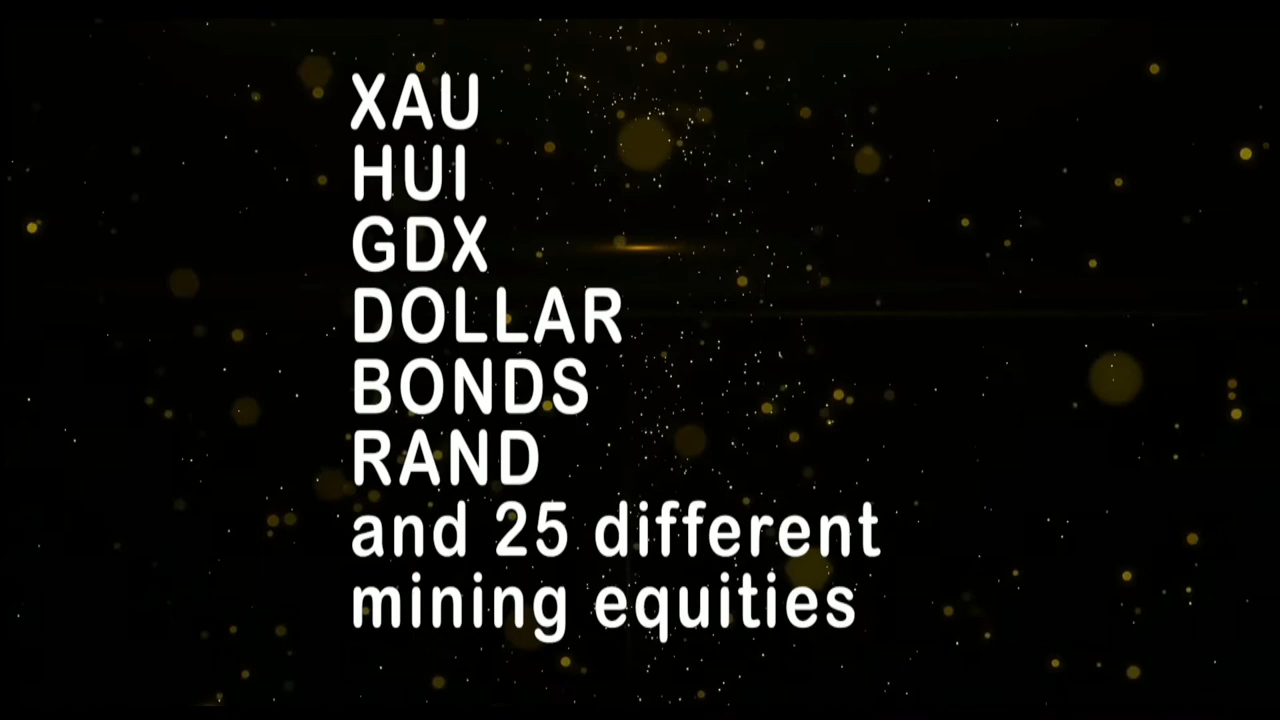 XAU
HUI
GDX
DOLLAR
BONDS
RAND
and 25 different
mining equities